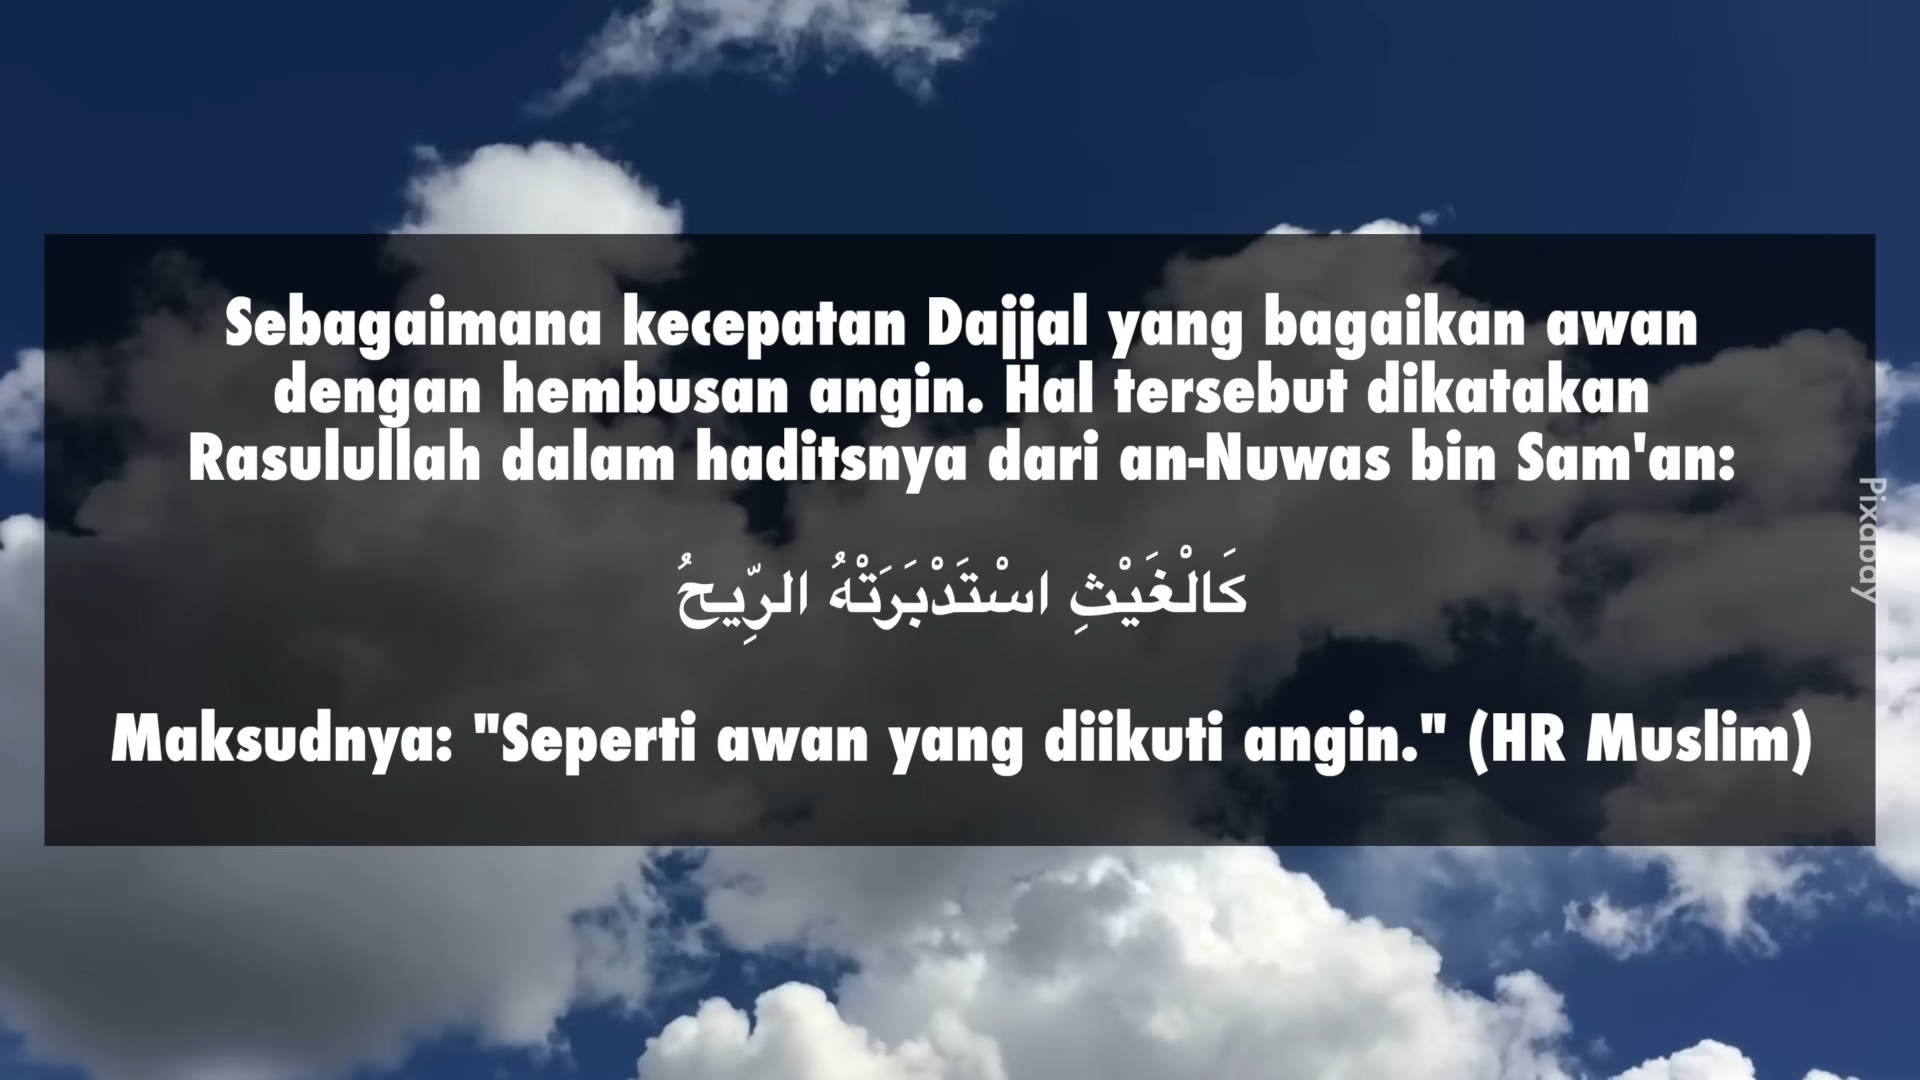 Sebagaimana kecepatan Dajjal yang bagaikan awan
dengan hembusan angin. Hal tersebut dikatakan
Rasulullah dalam haditsnya dari an-Nuwas bin Sam'an:
كَالْغَيْثِ اسْتَدْبَرَتْهُ الرِّيحُ
Maksudnya: "Seperti awan yang diikuti angin." (HR Muslim)
Pixabay